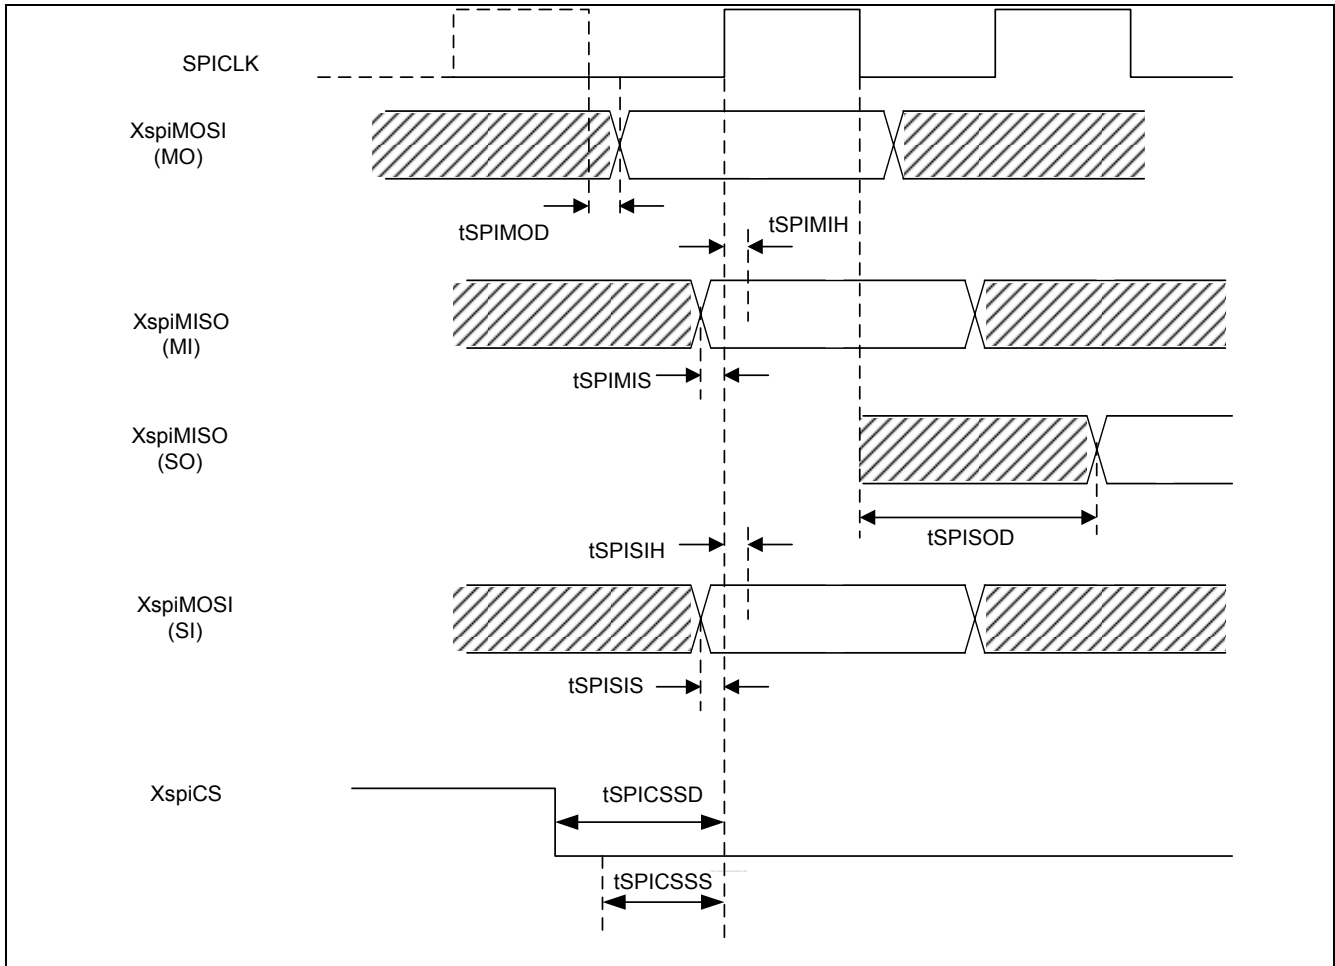 SPICLK
XspiMOSI
(MO)
tSPIMOD
tSPIMIH
XspiMISO
(MI)
tSPIMIS
XspiMISO
(SO)
tSPISOD
tSPISIH
XspiMOSI
(SI)
tSPISIS
XspiCS
tSPICSSD
tSPICSSS